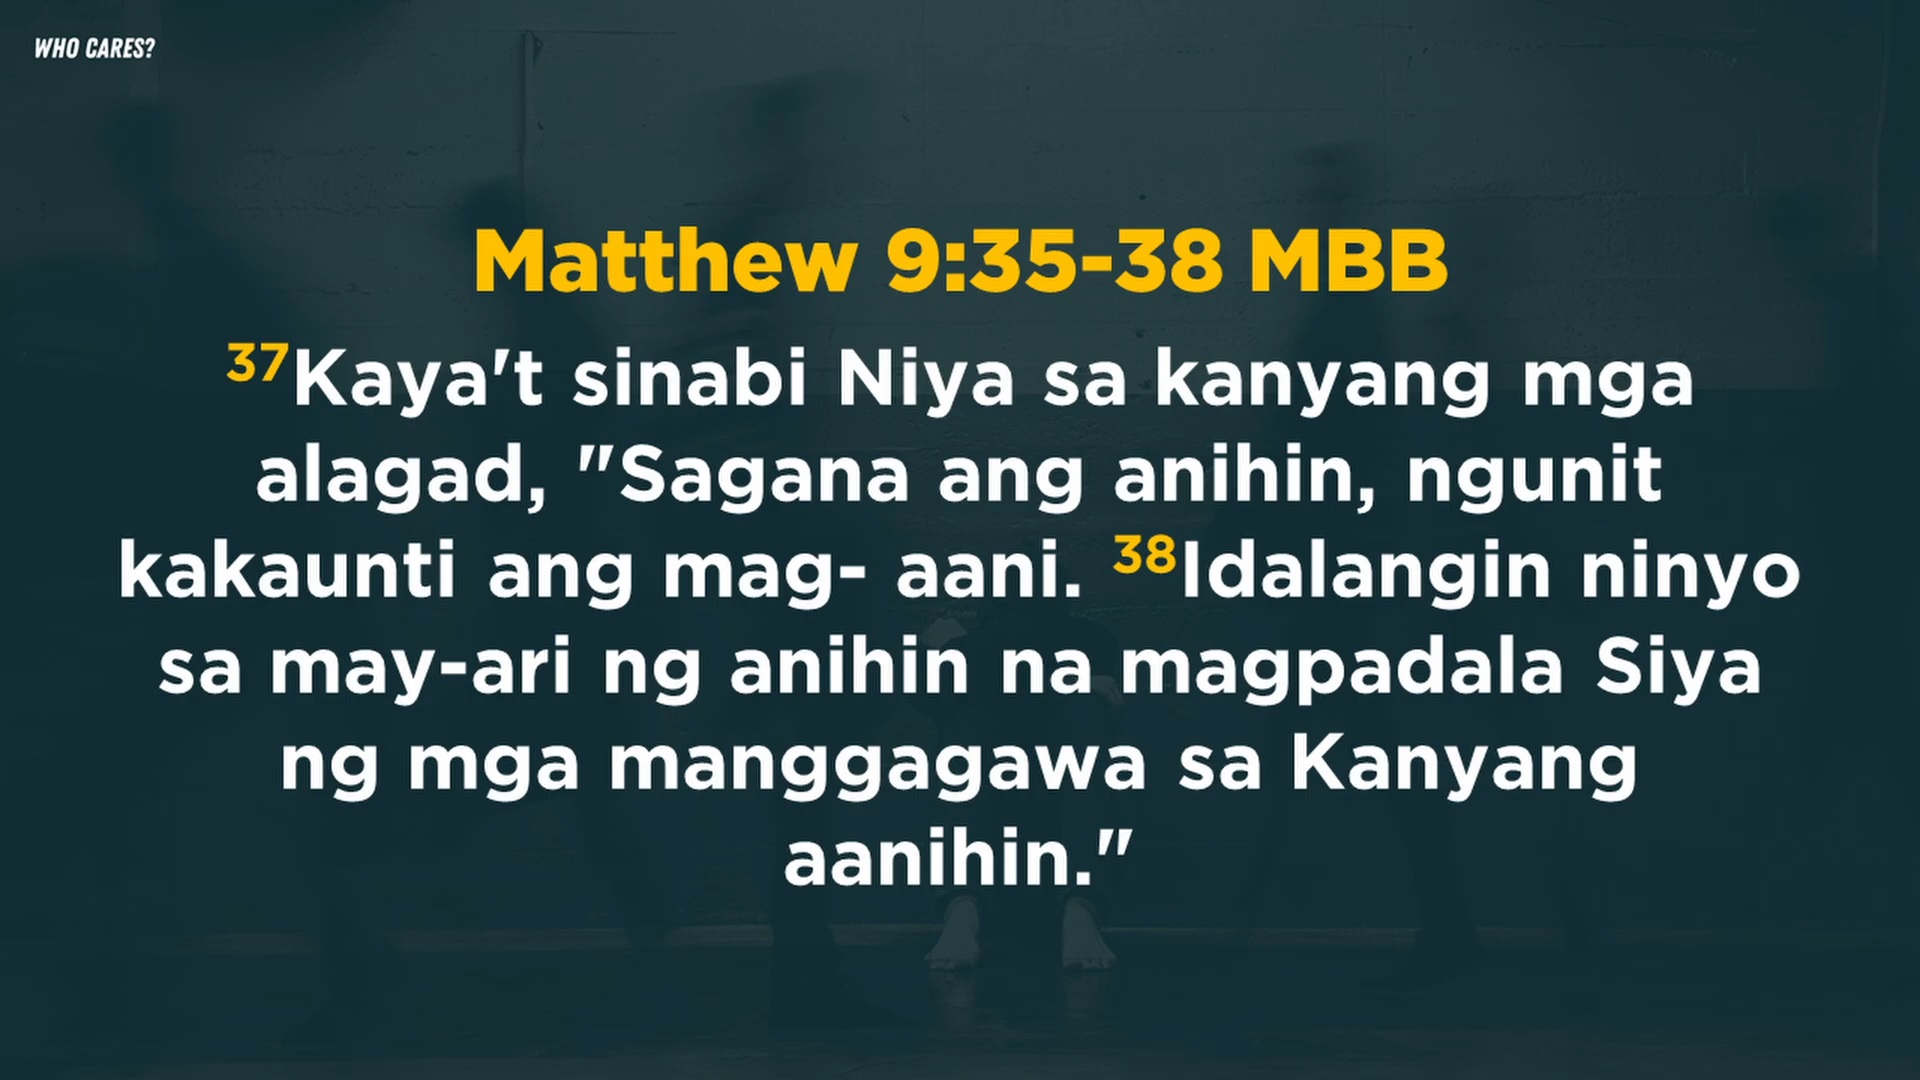 WHO CARES?
Matthew 9:35-38 MBB
37Kaya't sinabi Niya sa kanyang mga
alagad, "Sagana ang anihin, ngunit
kakaunti ang mag- aani. 38Idalangin ninyo
sa may-ari ng anihin na magpadala Siya
ng mga manggagawa sa Kanyang
aanihin."